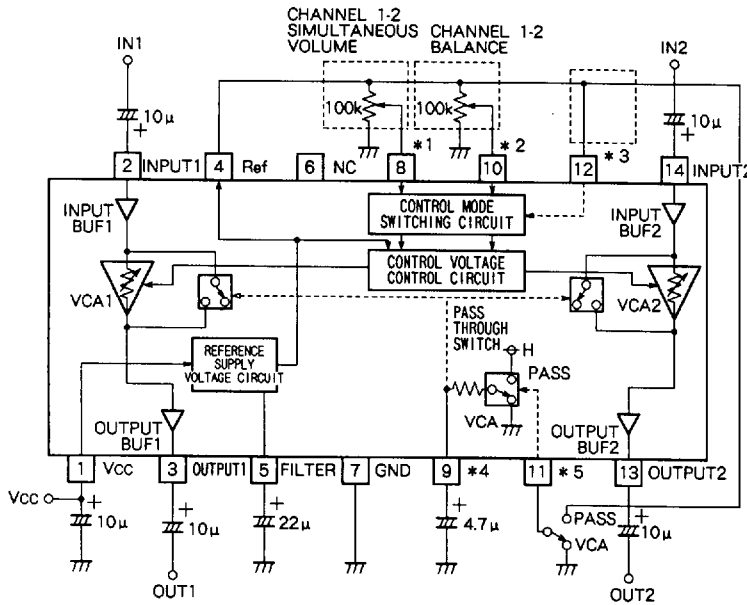 CHANNEL 1-2
SIMULTANEOUS
VOLUME
CHANNEL 1-2
BALANCE
IN1
IN2
10μ
+
100k
100k
10μ
+
*1
*2
*3
2
INPUT1
4
Ref
6
NC
8
10
12
14
INPUT2
INPUT
BUF1
CONTROL MODE
SWITCHING CIRCUIT
INPUT
BUF2
CONTROL VOLTAGE
CONTROL CIRCUIT
VCA1
VCA2
PASS
THROUGH
SWITCH
H
REFERENCE
SUPPLY
VOLTAGE CIRCUIT
PASS
VCA
OUTPUT
BUF1
OUTPUT
BUF2
1
Vcc
3
OUTPUT1
5
FILTER
7
GND
9
*4
11
*5
13
OUTPUT2
Vcc
+
10μ
+
10μ
+
22μ
+
4.7μ
PASS
VCA
+
10μ
OUT1
OUT2